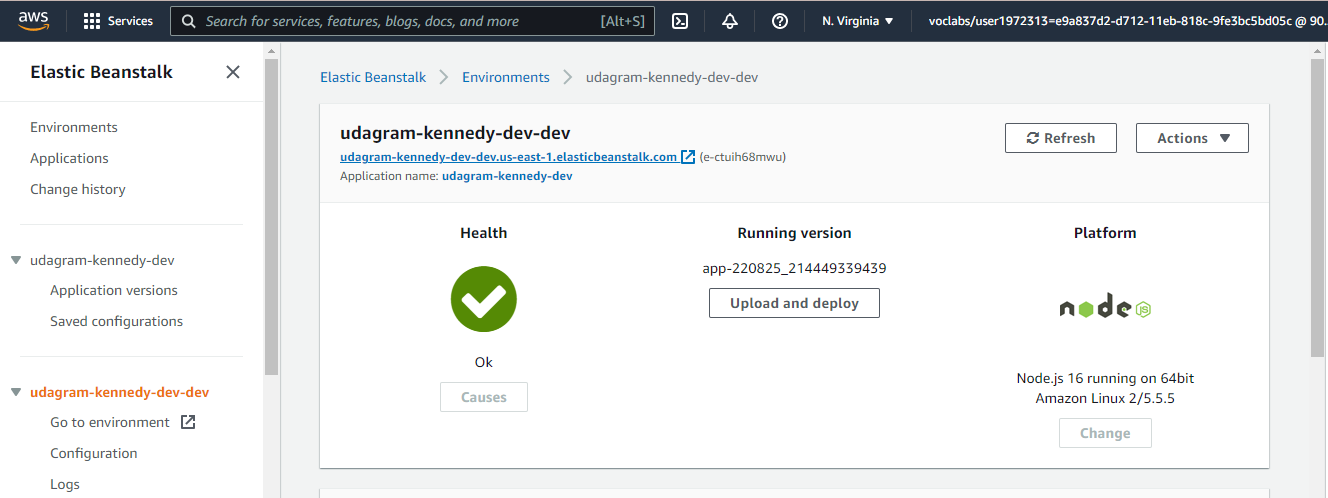 aws
Services
Search for services, features, blogs, docs, and more
[Alt+S]
N. Virginia ▼
voclabs/user1972313=e9a837d2-d712-11eb-818c-9fe3bc5bd05c @ 90..
Elastic Beanstalk
Environments
Applications
Change history
udagram-kennedy-dev
Application versions
Saved configurations
udagram-kennedy-dev-dev
Go to environment
Configuration
Logs
Elastic Beanstalk > Environments > udagram-kennedy-dev-dev
udagram-kennedy-dev-dev
udagram-kennedy-dev-dev.us-east-1.elasticbeanstalk.com (e-ctuih68mwu)
Application name: udagram-kennedy-dev
Refresh
Actions ▼
Health
Ok
Causes
Running version
app-220825_214449339439
Upload and deploy
Platform
node JS
Node.js 16 running on 64bit
Amazon Linux 2/5.5.5
Change